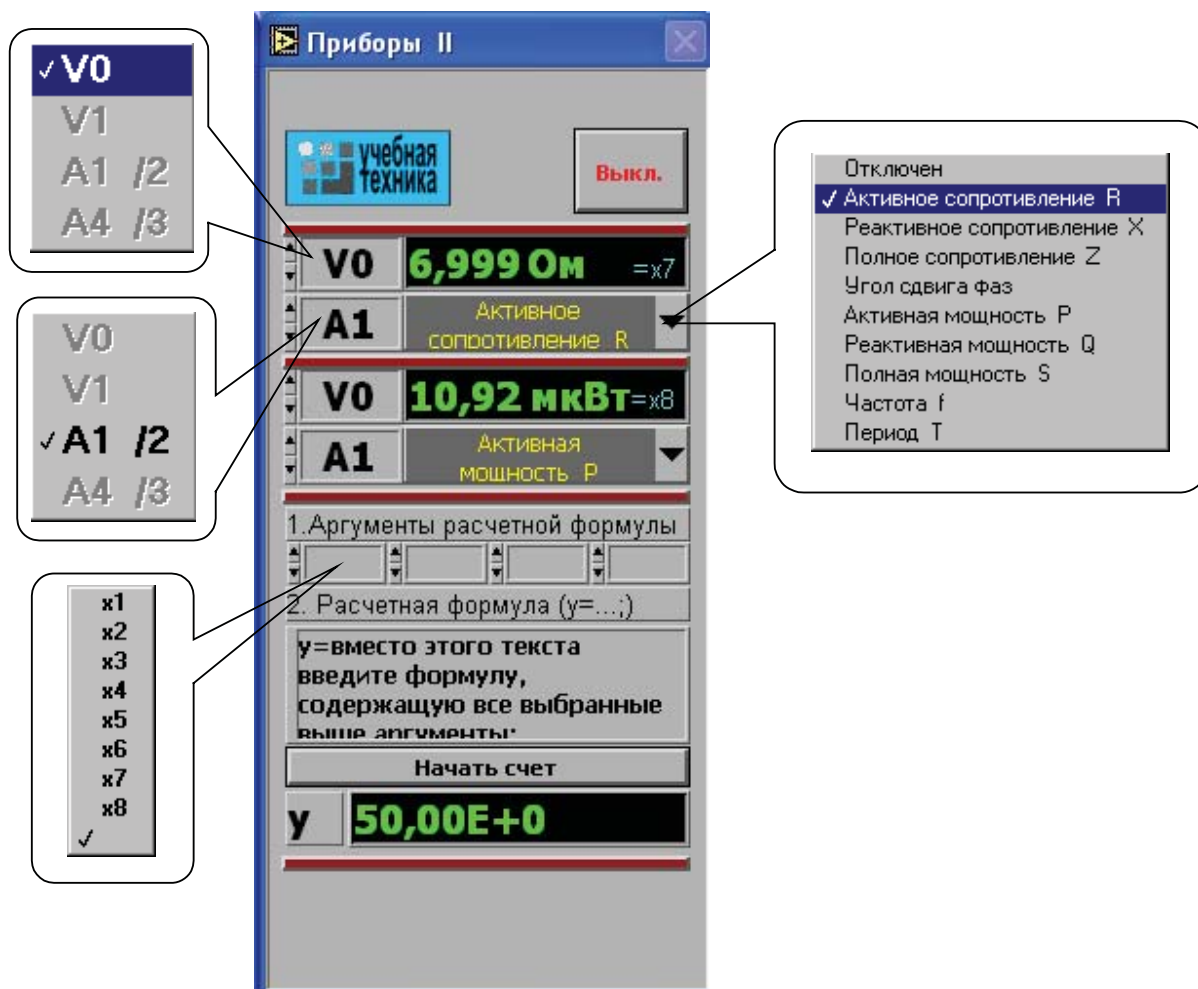 Приборы II
учебная
техника
Выкл.
V0 6,999 Ом =x7
A1 Активное
сопротивление R
V0 10,92 мкВт =x8
A1 Активная
мощность P
1.Аргументы расчетной формулы
2. Расчетная формула (y=...;)
y=вместо этого текста
введите формулу,
содержащую все выбранные
выше аргументы;
Начать счет
y 50,00E+0
✓V0
V1
A1 /2
A4 /3
V0
V1
✓A1 /2
A4 /3
x1
x2
x3
x4
x5
x6
x7
x8
✓
Отключен
✓ Активное сопротивление R
Реактивное сопротивление X
Полное сопротивление Z
Угол сдвига фаз
Активная мощность P
Реактивная мощность Q
Полная мощность S
Частота f
Период T